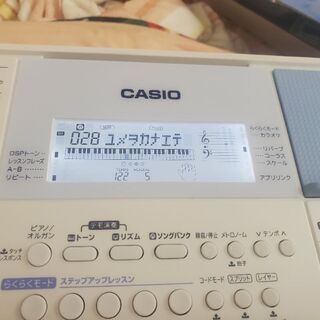 CASIO
028 ユメヲカナエテ
TEMPO
122 5
DSPトーン
レッスンフレーズ
A-B
リピート
らくらくモード
カラオケ
リバーブ
コーラス
スケール
アプリリンク
デモ演奏
ピアノ/
オルガン
トーン
リズム
ソングバンク
録音/停止
メトロノーム
∨ テンポ ∧
タッチ
レスポンス
拍子
らくらくモード
ステップアップレッスン
コードモード
スプリット
レイヤー